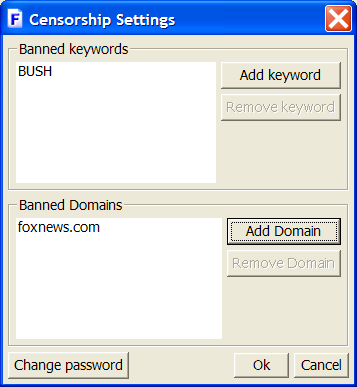 F Censorship Settings
Banned keywords
BUSH
Add keyword
Remove keyword
Banned Domains
foxnews.com
Add Domain
Remove Domain
Change password
Ok
Cancel